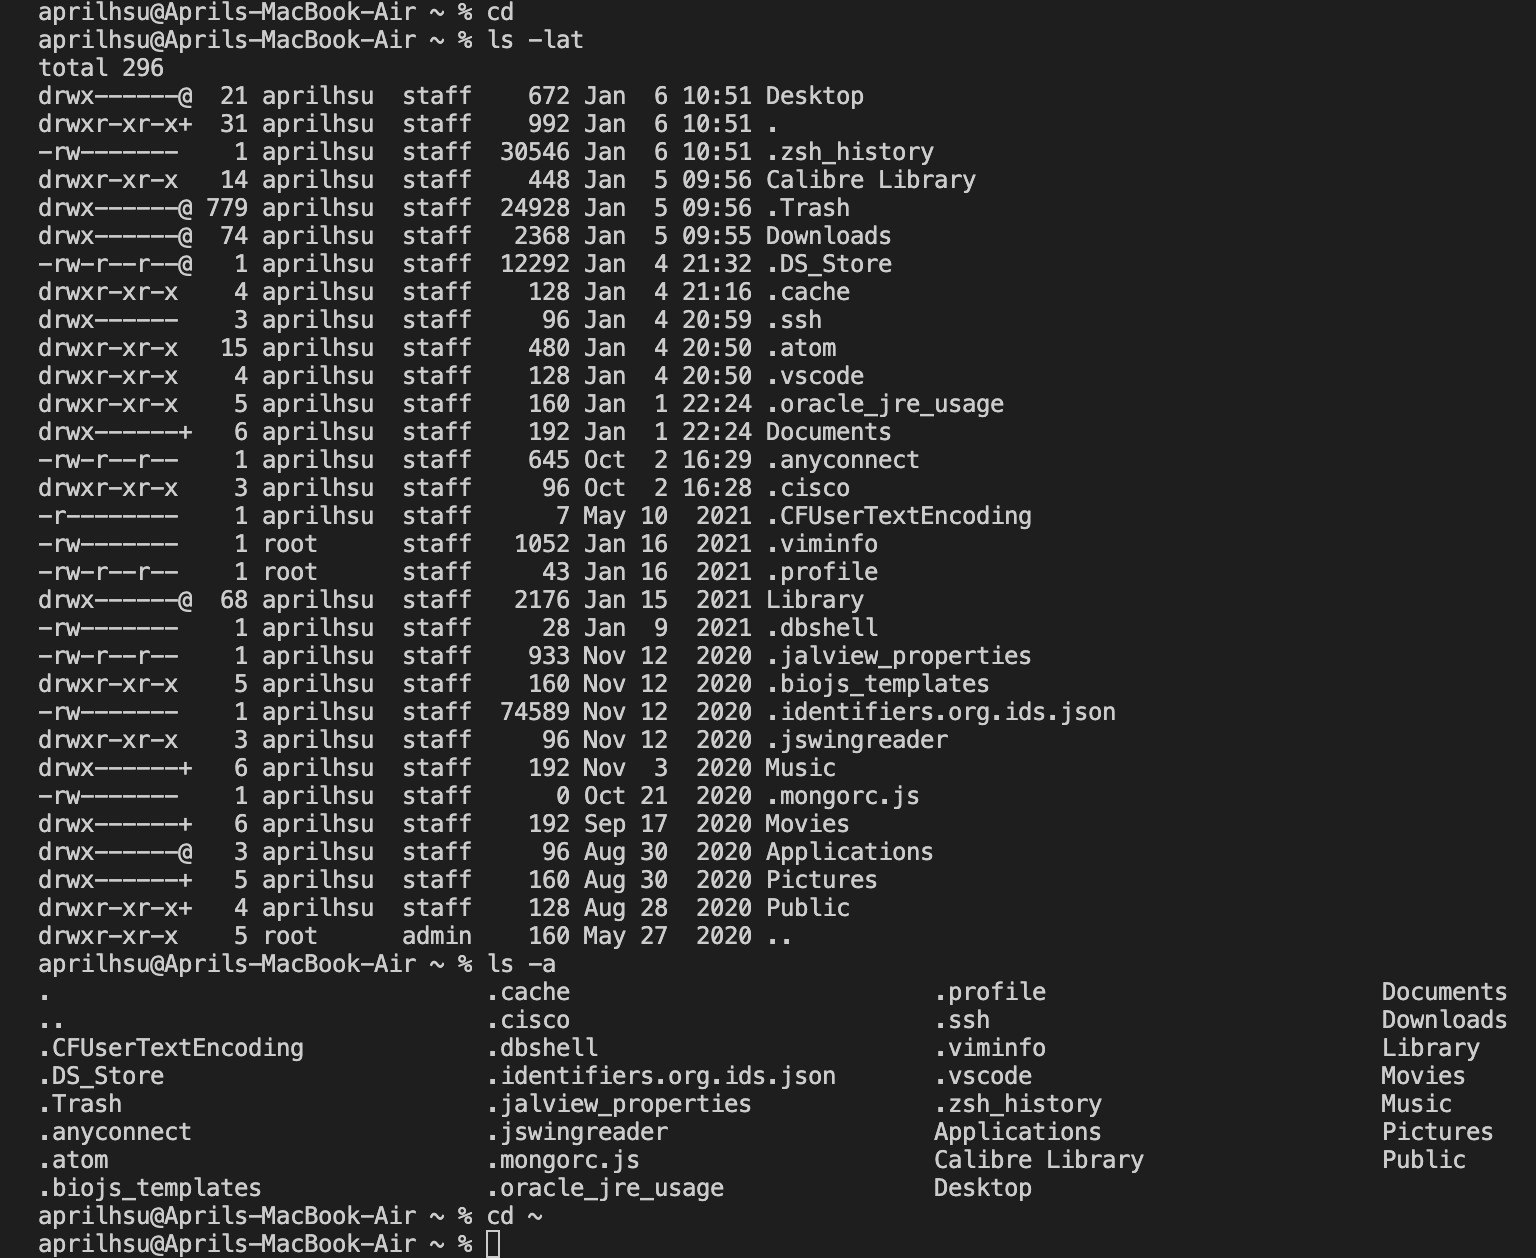 aprilhsu@Aprils-MacBook-Air ~ % cd
aprilhsu@Aprils-MacBook-Air ~ % ls -lat
total 296
drwx------@  21 aprilhsu  staff    672 Jan  6 10:51 Desktop
drwxr-xr-x+  31 aprilhsu  staff    992 Jan  6 10:51 .
-rw-------    1 aprilhsu  staff  30546 Jan  6 10:51 .zsh_history
drwxr-xr-x   14 aprilhsu  staff    448 Jan  5 09:56 Calibre Library
drwx------@ 779 aprilhsu  staff  24928 Jan  5 09:56 .Trash
drwx------@  74 aprilhsu  staff   2368 Jan  5 09:55 Downloads
-rw-r--r--@   1 aprilhsu  staff  12292 Jan  4 21:32 .DS_Store
drwxr-xr-x    4 aprilhsu  staff    128 Jan  4 21:16 .cache
drwx------    3 aprilhsu  staff     96 Jan  4 20:59 .ssh
drwxr-xr-x   15 aprilhsu  staff    480 Jan  4 20:50 .atom
drwxr-xr-x    4 aprilhsu  staff    128 Jan  4 20:50 .vscode
drwxr-xr-x    5 aprilhsu  staff    160 Jan  1 22:24 .oracle_jre_usage
drwx------+   6 aprilhsu  staff    192 Jan  1 22:24 Documents
-rw-r--r--    1 aprilhsu  staff    645 Oct  2 16:29 .anyconnect
drwxr-xr-x    3 aprilhsu  staff     96 Oct  2 16:28 .cisco
-r--------    1 aprilhsu  staff      7 May 10  2021 .CFUserTextEncoding
-rw-------    1 root      staff   1052 Jan 16  2021 .viminfo
-rw-r--r--    1 root      staff     43 Jan 16  2021 .profile
drwx------@  68 aprilhsu  staff   2176 Jan 15  2021 Library
-rw-------    1 aprilhsu  staff     28 Jan  9  2021 .dbshell
-rw-r--r--    1 aprilhsu  staff    933 Nov 12  2020 .jalview_properties
drwxr-xr-x    5 aprilhsu  staff    160 Nov 12  2020 .biojs_templates
-rw-------    1 aprilhsu  staff  74589 Nov 12  2020 .identifiers.org.ids.json
drwxr-xr-x    3 aprilhsu  staff     96 Nov 12  2020 .jswingreader
drwx------+   6 aprilhsu  staff    192 Nov  3  2020 Music
-rw-------    1 aprilhsu  staff      0 Oct 21  2020 .mongorc.js
drwx------+   6 aprilhsu  staff    192 Sep 17  2020 Movies
drwx------@   3 aprilhsu  staff     96 Aug 30  2020 Applications
drwx------+   5 aprilhsu  staff    160 Aug 30  2020 Pictures
drwxr-xr-x+   4 aprilhsu  staff    128 Aug 28  2020 Public
drwxr-xr-x    5 root      admin    160 May 27  2020 ..
aprilhsu@Aprils-MacBook-Air ~ % ls -a
.                               .cache                          .profile                        Documents
..                              .cisco                          .ssh                            Downloads
.CFUserTextEncoding             .dbshell                        .viminfo                        Library
.DS_Store                       .identifiers.org.ids.json       .vscode                         Movies
.Trash                          .jalview_properties             .zsh_history                    Music
.anyconnect                     .jswingreader                   Applications                    Pictures
.atom                           .mongorc.js                     Calibre Library                 Public
.biojs_templates                .oracle_jre_usage               Desktop
aprilhsu@Aprils-MacBook-Air ~ % cd ~
aprilhsu@Aprils-MacBook-Air ~ %